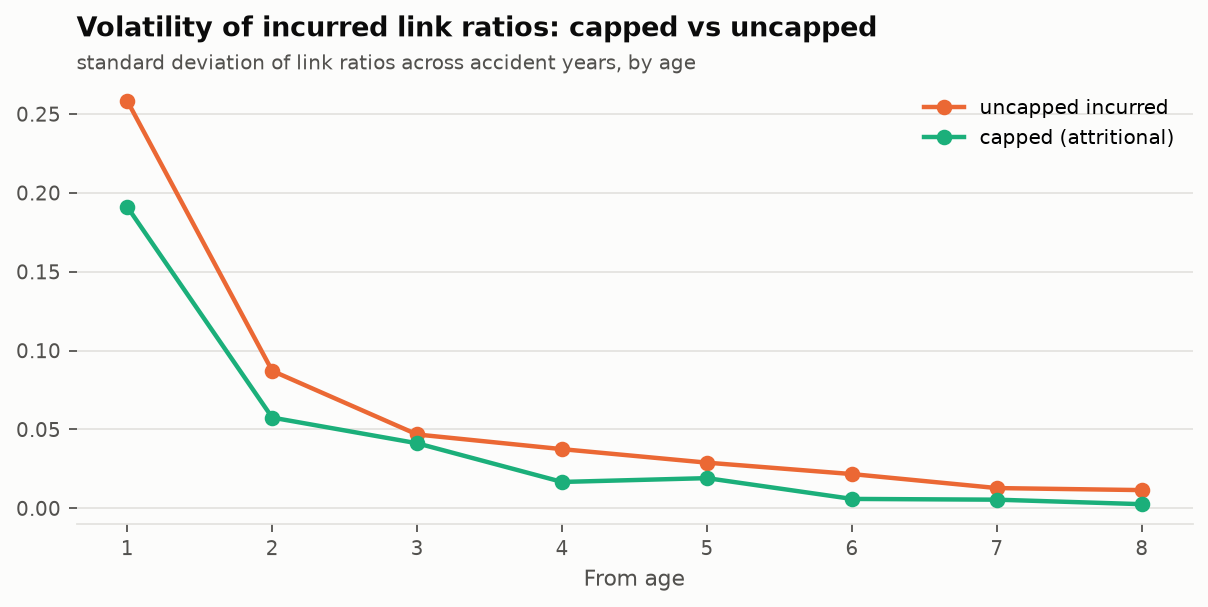 Volatility of incurred link ratios: capped vs uncapped
standard deviation of link ratios across accident years, by age
uncapped incurred
capped (attritional)
0.25
0.20
0.15
0.10
0.05
0.00
1 2 3 4 5 6 7 8
From age